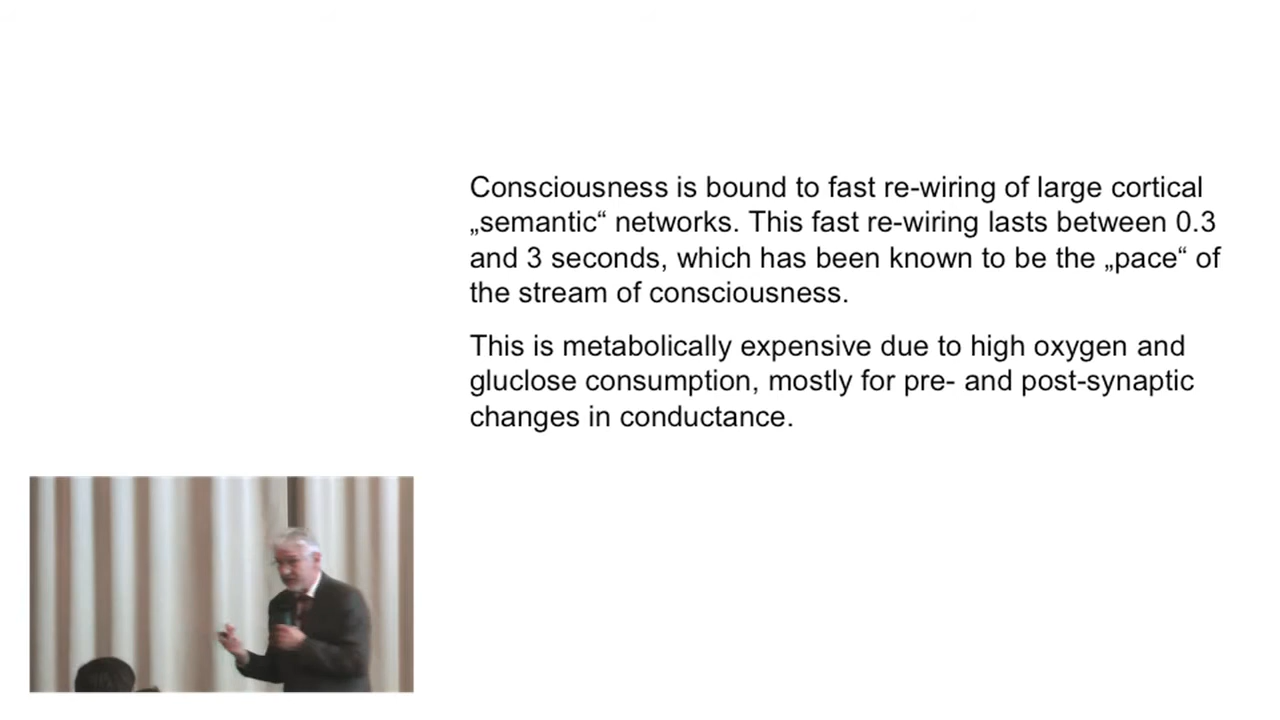 Consciousness is bound to fast re-wiring of large cortical
„semantic“ networks. This fast re-wiring lasts between 0.3
and 3 seconds, which has been known to be the „pace“ of
the stream of consciousness.
This is metabolically expensive due to high oxygen and
gluclose consumption, mostly for pre- and post-synaptic
changes in conductance.